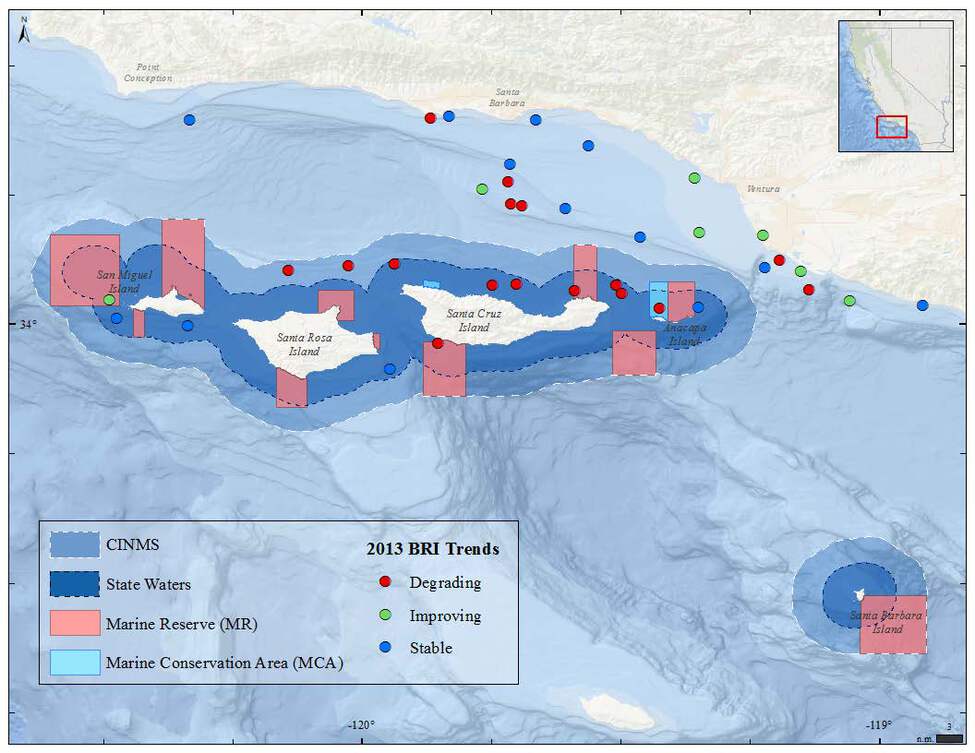 N
Point
Conception
Santa
Barbara
Ventura
San Miguel
Island
34°
Santa Rosa
Island
Santa Cruz
Island
Anacapa
Island
CINMS
State Waters
Marine Reserve (MR)
Marine Conservation Area (MCA)
2013 BRI Trends
Degrading
Improving
Stable
Santa Barbara
Island
-120°
-119°
3
n.m.